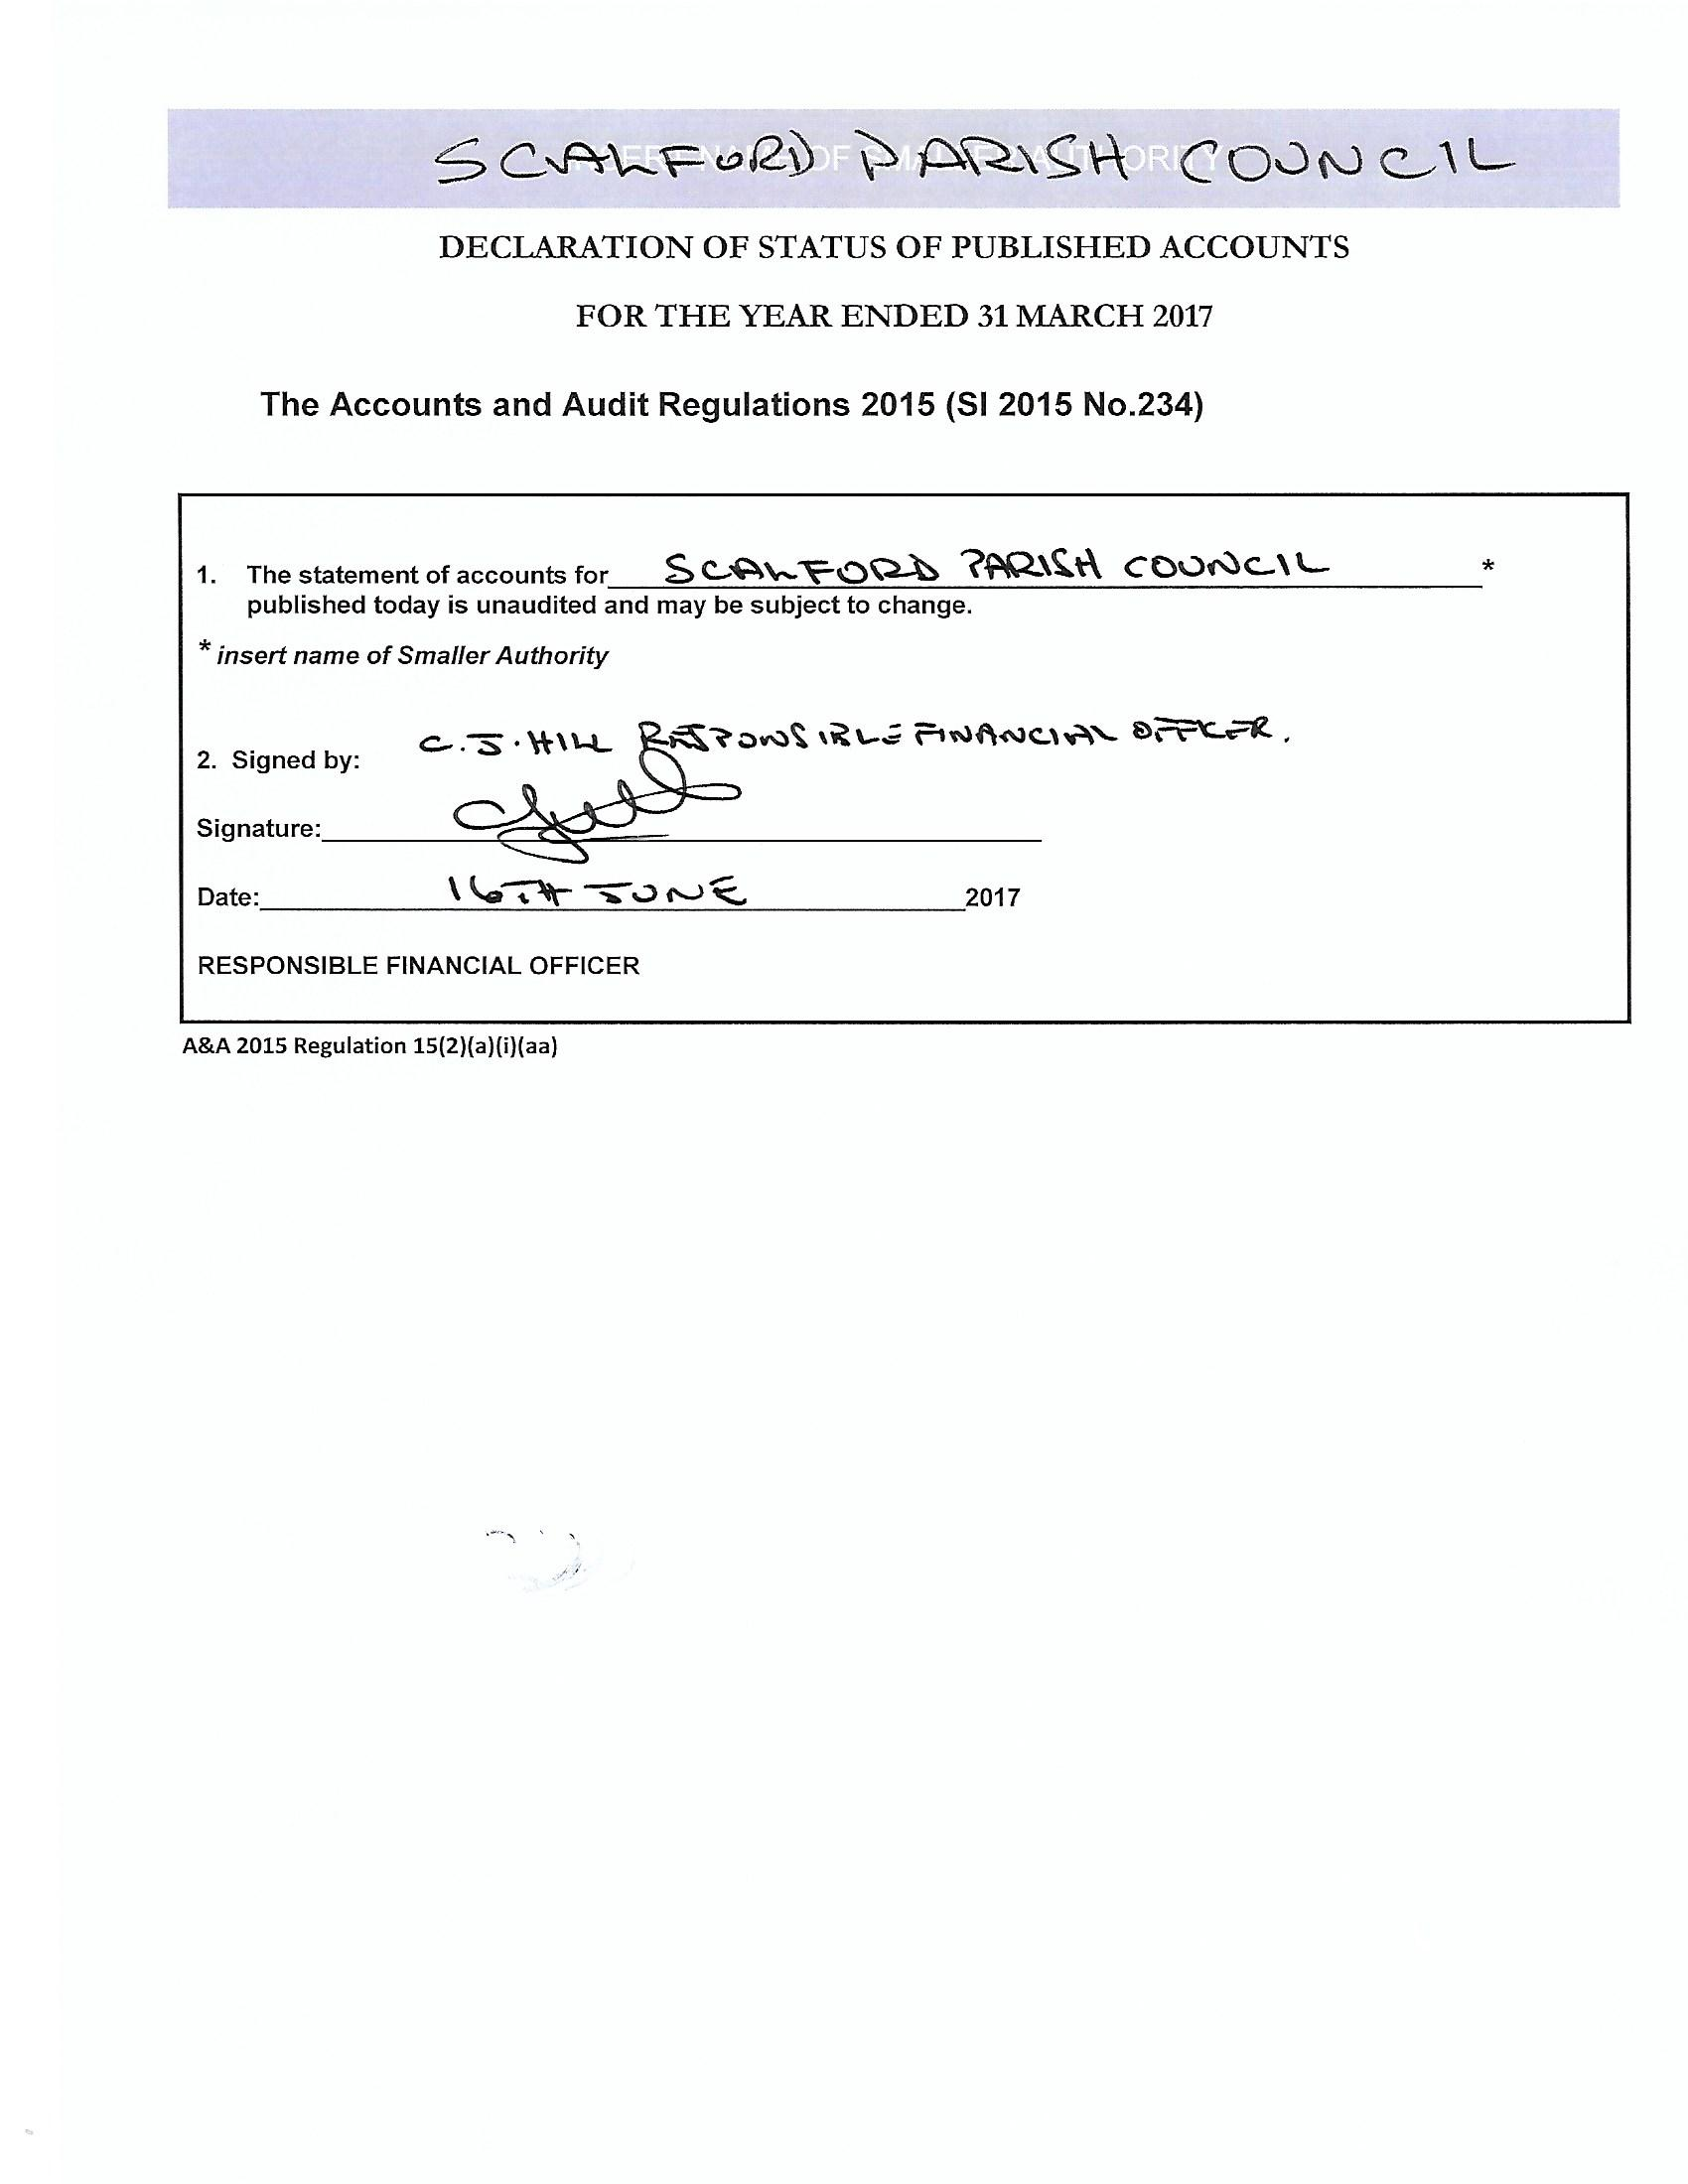 SCALFORD PARISH COUNCIL
DECLARATION OF STATUS OF PUBLISHED ACCOUNTS
FOR THE YEAR ENDED 31 MARCH 2017
The Accounts and Audit Regulations 2015 (SI 2015 No.234)
1. The statement of accounts for SCALFORD PARISH COUNCIL *
published today is unaudited and may be subject to change.
* insert name of Smaller Authority
C.J. HILL RESPONSIBLE FINANCIAL OFFICER.
2. Signed by:
Signature:
Date: 16TH JUNE 2017
RESPONSIBLE FINANCIAL OFFICER
A&A 2015 Regulation 15(2)(a)(i)(aa)